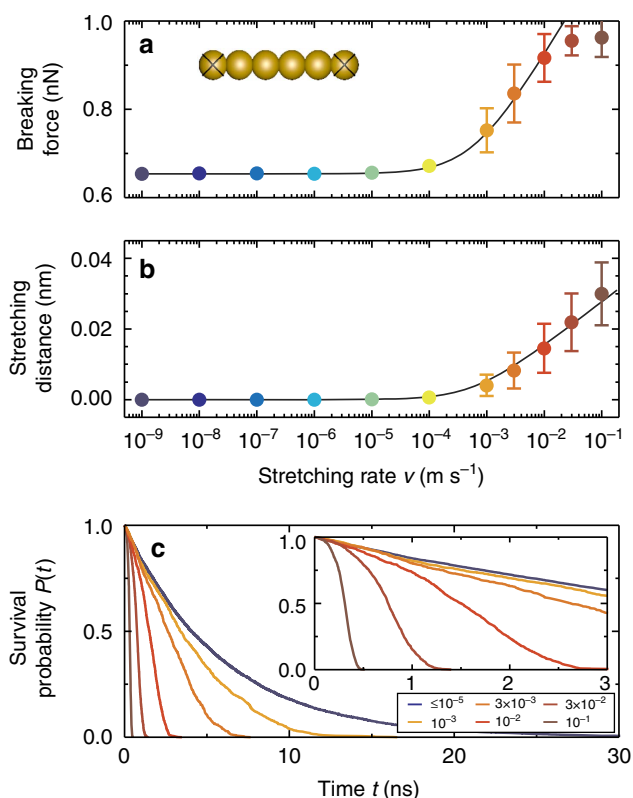 a
1.0
0.8
0.6
Breaking
force (nN)
b
0.04
0.02
0.00
Stretching
distance (nm)
10⁻⁹ 10⁻⁸ 10⁻⁷ 10⁻⁶ 10⁻⁵ 10⁻⁴ 10⁻³ 10⁻² 10⁻¹
Stretching rate v (m s⁻¹)
c
1.0
0.5
0.0
Survival
probability P(t)
1.0
0.5
0.0
0 1 2 3
≤10⁻⁵ 3×10⁻³ 3×10⁻²
10⁻³ 10⁻² 10⁻¹
0 10 20 30
Time t (ns)